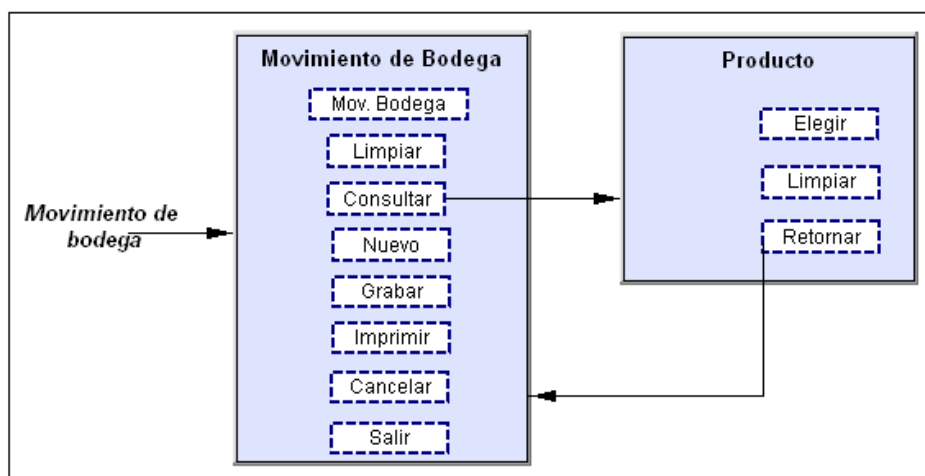 Movimiento de
bodega
Movimiento de Bodega
Mov. Bodega
Limpiar
Consultar
Nuevo
Grabar
Imprimir
Cancelar
Salir
Producto
Elegir
Limpiar
Retornar